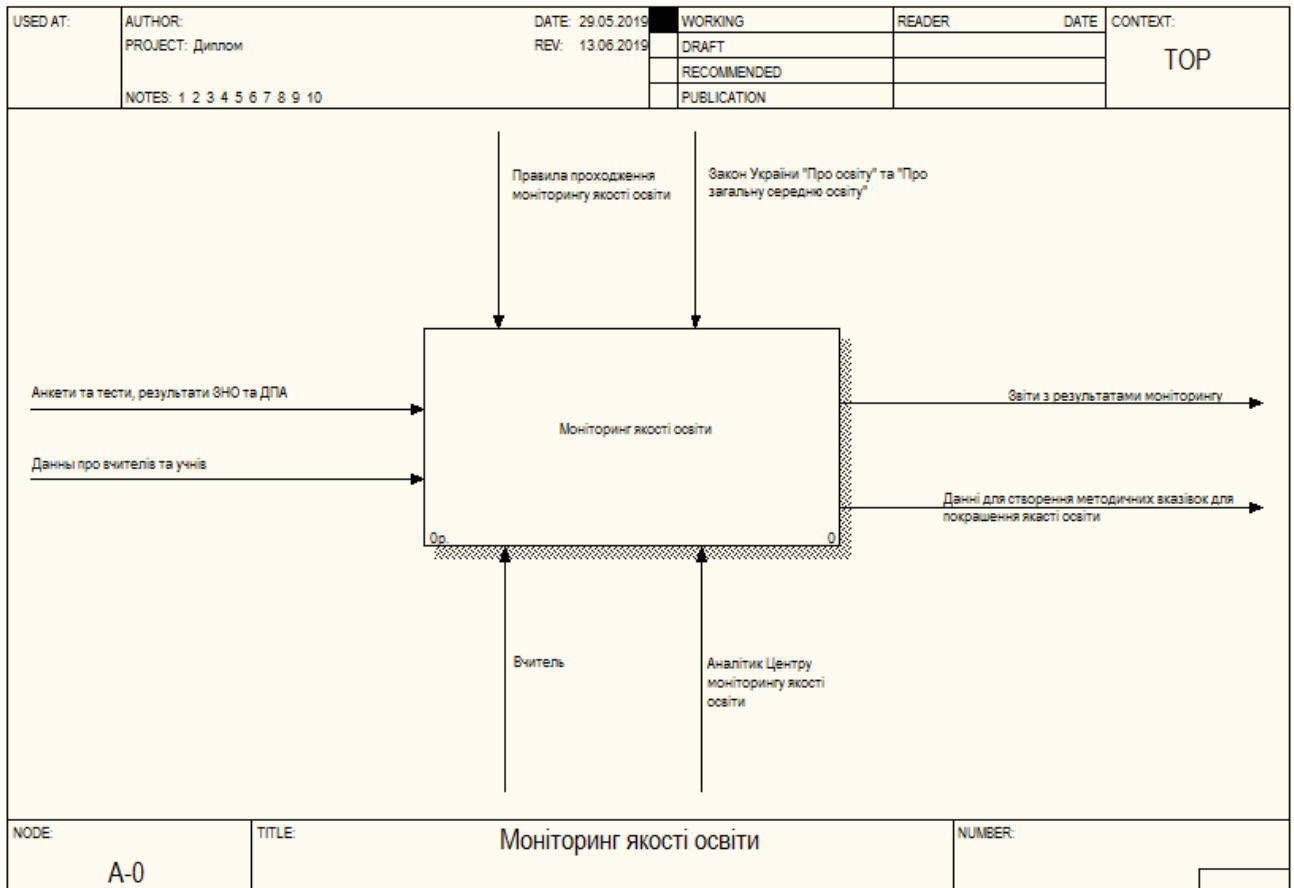 USED AT:
AUTHOR:
DATE: 29.05.2019
WORKING
READER
DATE
CONTEXT:
PROJECT: Диплом
REV: 13.06.2019
DRAFT
TOP
RECOMMENDED
NOTES: 1 2 3 4 5 6 7 8 9 10
PUBLICATION
Правила проходження
моніторингу якості освіти
Закон України "Про освіту" та "Про
загальну середню освіту"
Анкети та тести, результати ЗНО та ДПА
Данны про вчителів та учнів
Моніторинг якості освіти
0р.
0
Звіти з результатами моніторингу
Данні для створення методичних вказівок для
покрашення якасті освіти
Вчитель
Аналітик Центру
моніторингу якості
освіти
NODE:
A-0
TITLE:
Моніторинг якості освіти
NUMBER: